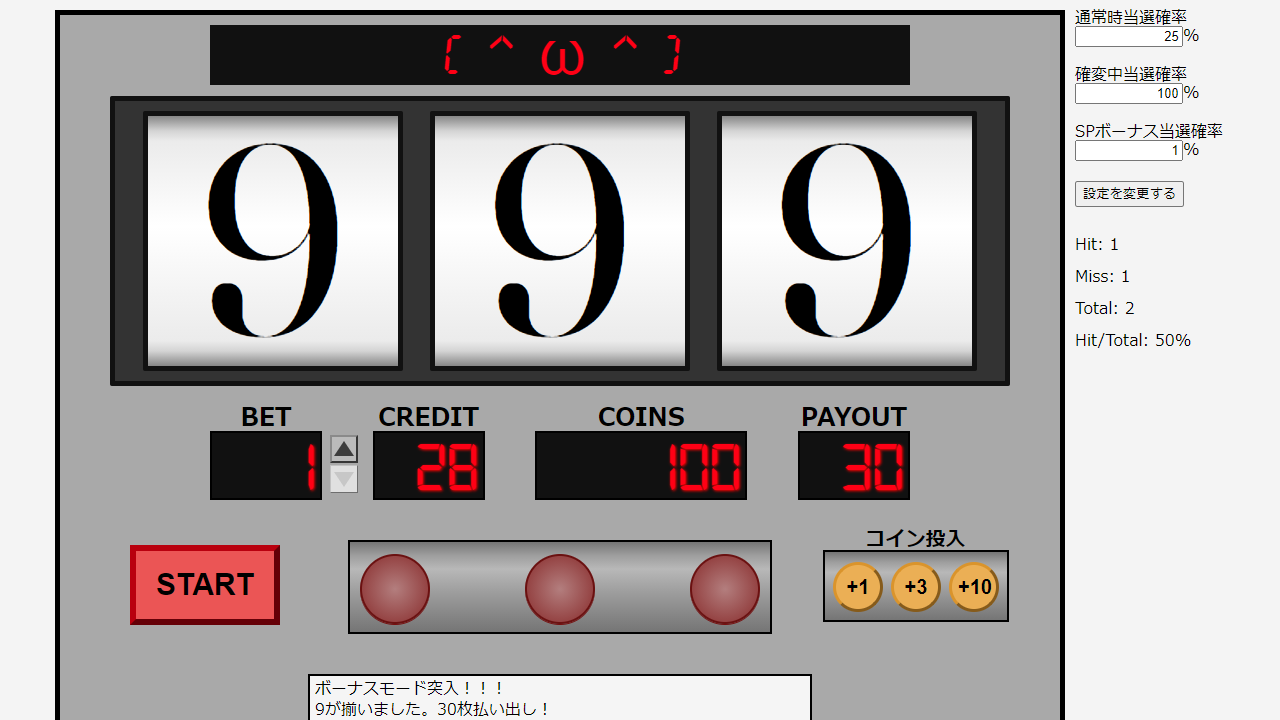 [ ^ ω ^ ]
9 9 9
BET CREDIT COINS PAYOUT
1 28 100 30
START
コイン投入
+1 +3 +10
ボーナスモード突入！！！
9が揃いました。30枚払い出し！
通常時当選確率
25 %
確変中当選確率
100 %
SPボーナス当選確率
1 %
設定を変更する
Hit: 1
Miss: 1
Total: 2
Hit/Total: 50%